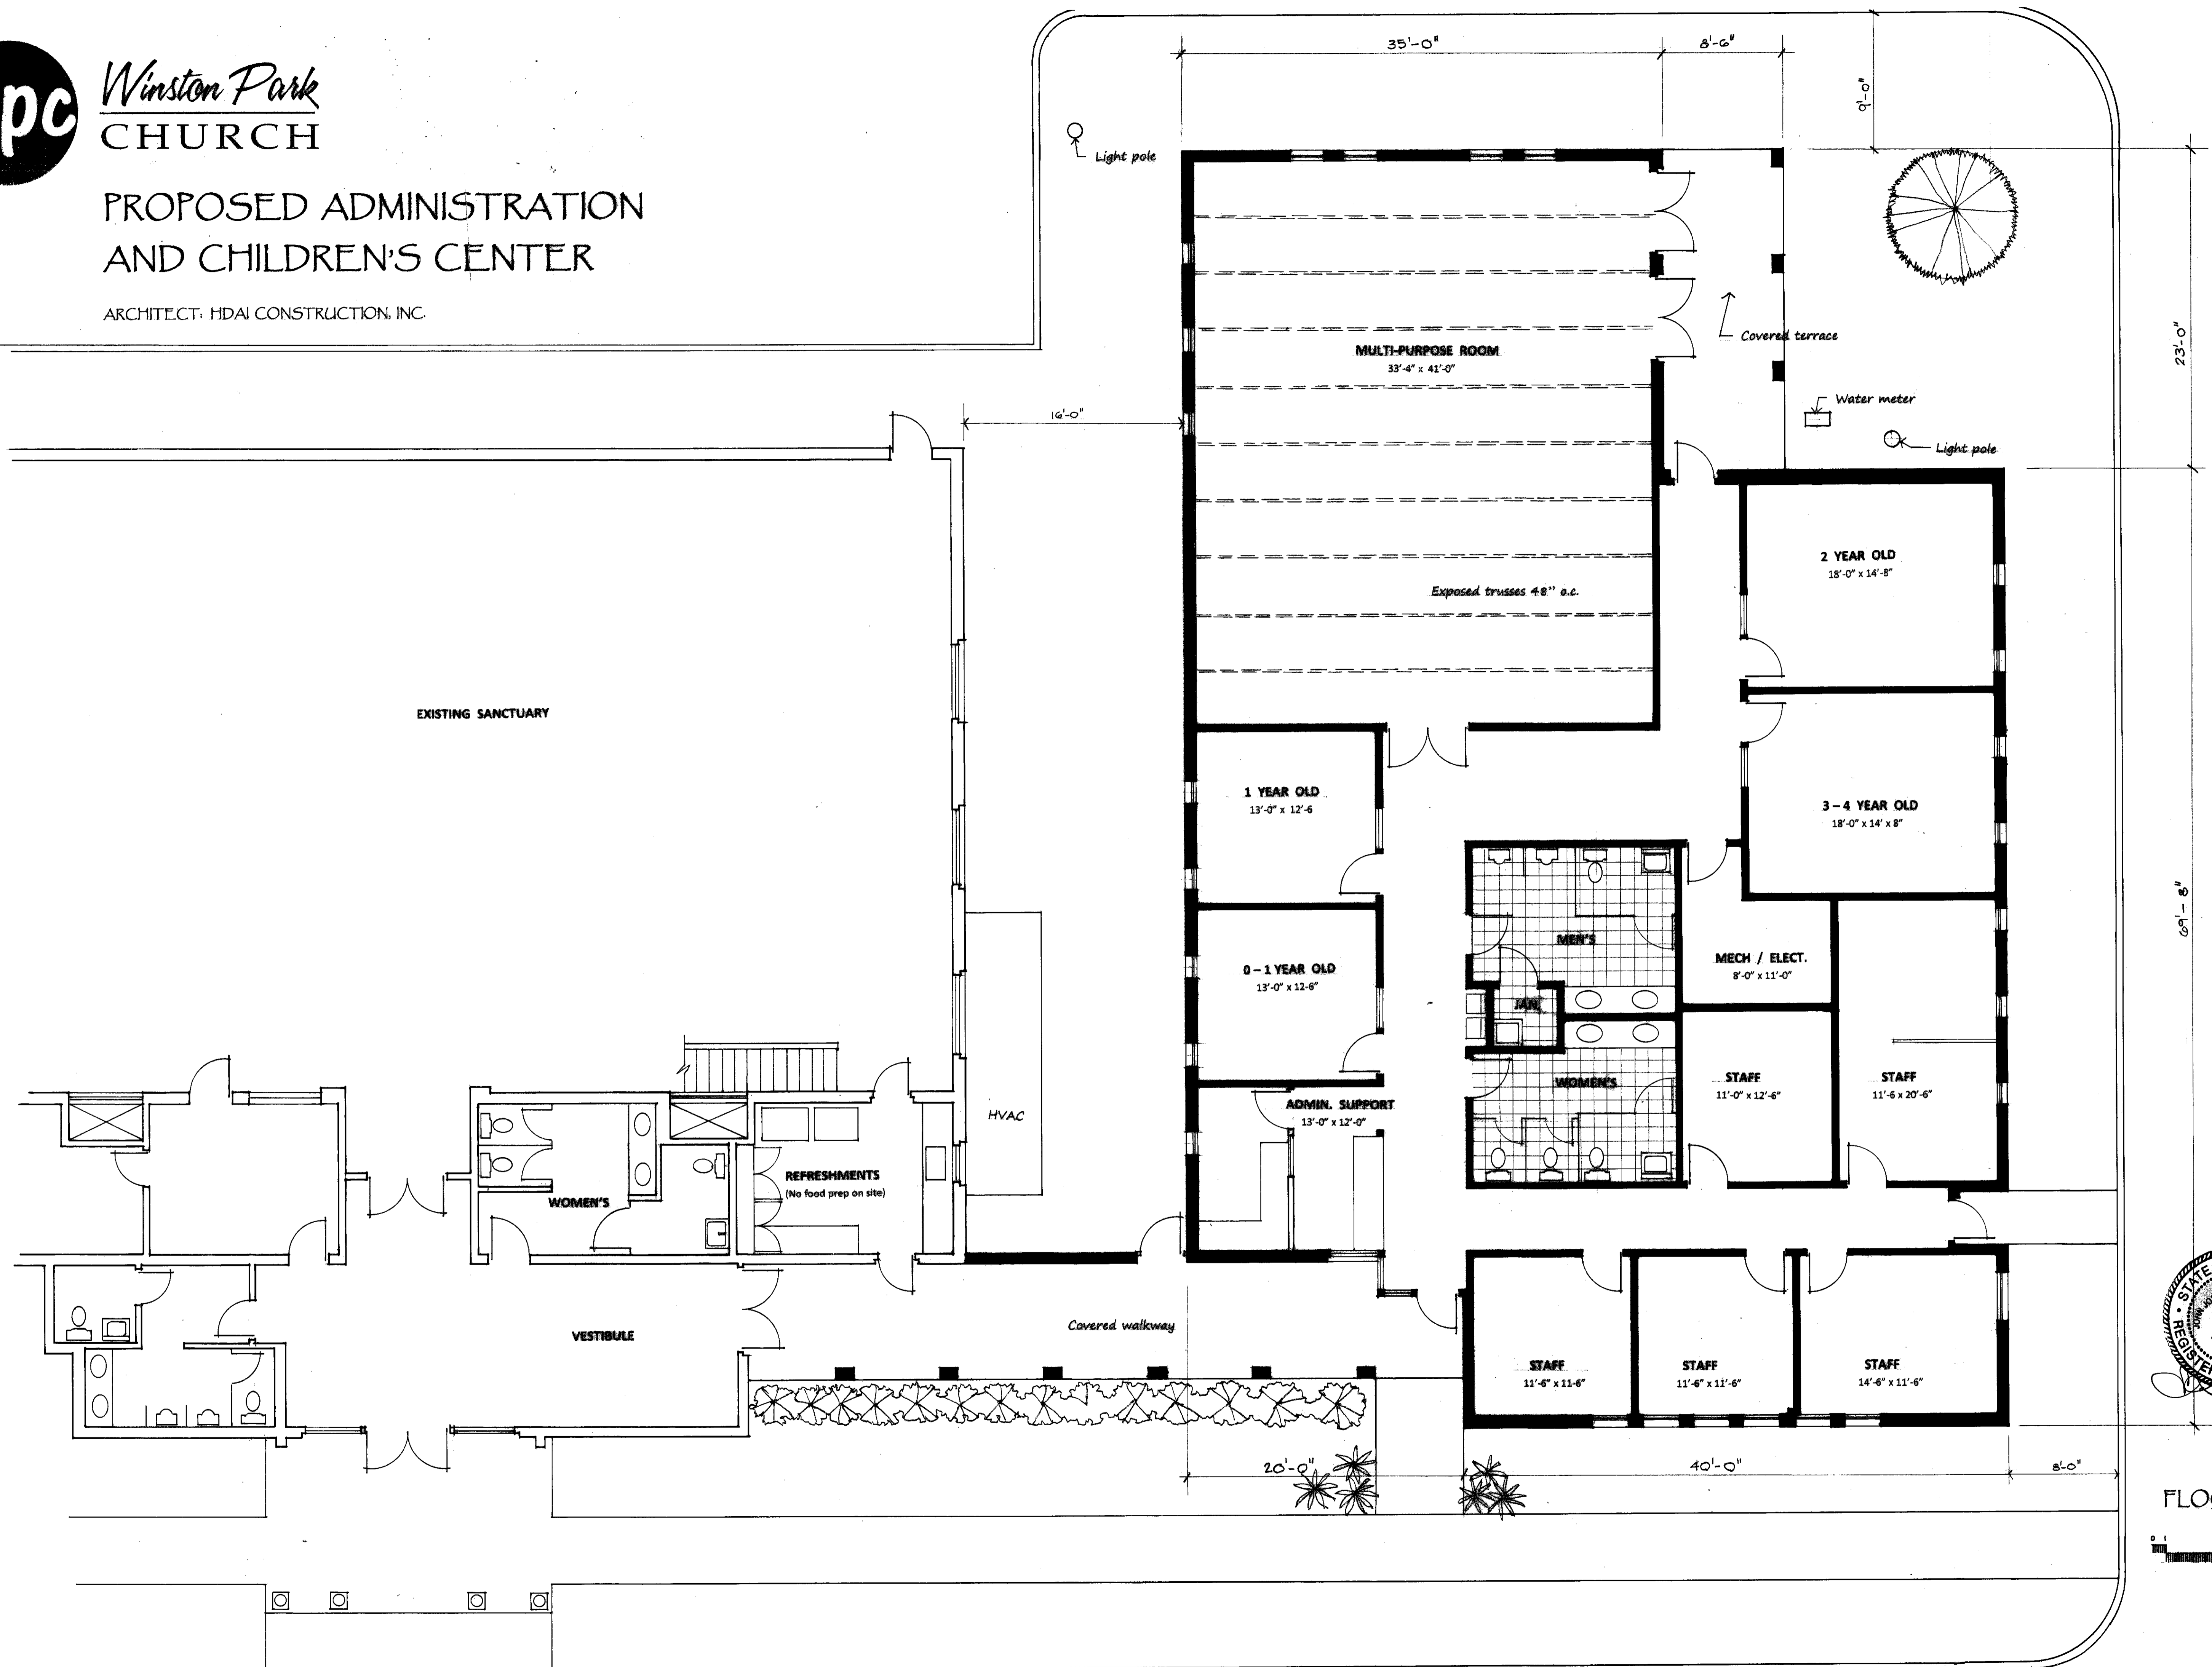 pc
Winston Park
CHURCH
PROPOSED ADMINISTRATION
AND CHILDREN'S CENTER
ARCHITECT: HDAI CONSTRUCTION, INC.
35'-0"
8'-6"
9'-0"
Light pole
Covered terrace
23'-0"
MULTI-PURPOSE ROOM
33'-4" x 41'-0"
Water meter
16'-0"
Light pole
2 YEAR OLD
18'-0" x 14'-8"
Exposed trusses 48" o.c.
EXISTING SANCTUARY
1 YEAR OLD
13'-0" x 12'-6
3 – 4 YEAR OLD
18'-0" x 14' x 8"
69'-8"
MEN'S
MECH / ELECT.
8'-0" x 11'-0"
0 – 1 YEAR OLD
13'-0" x 12-6"
JAN.
STAFF
11'-0" x 12'-6"
STAFF
11'-6 x 20'-6"
WOMEN'S
ADMIN. SUPPORT
13'-0" x 12'-0"
HVAC
REFRESHMENTS
(No food prep on site)
WOMEN'S
VESTIBULE
Covered walkway
STAFF
11'-6" x 11-6"
STAFF
11'-6" x 11'-6"
STAFF
14'-6" x 11'-6"
STATE
JOHN
REGISTE
20'-0"
40'-0"
8'-0"
FLO
0 1